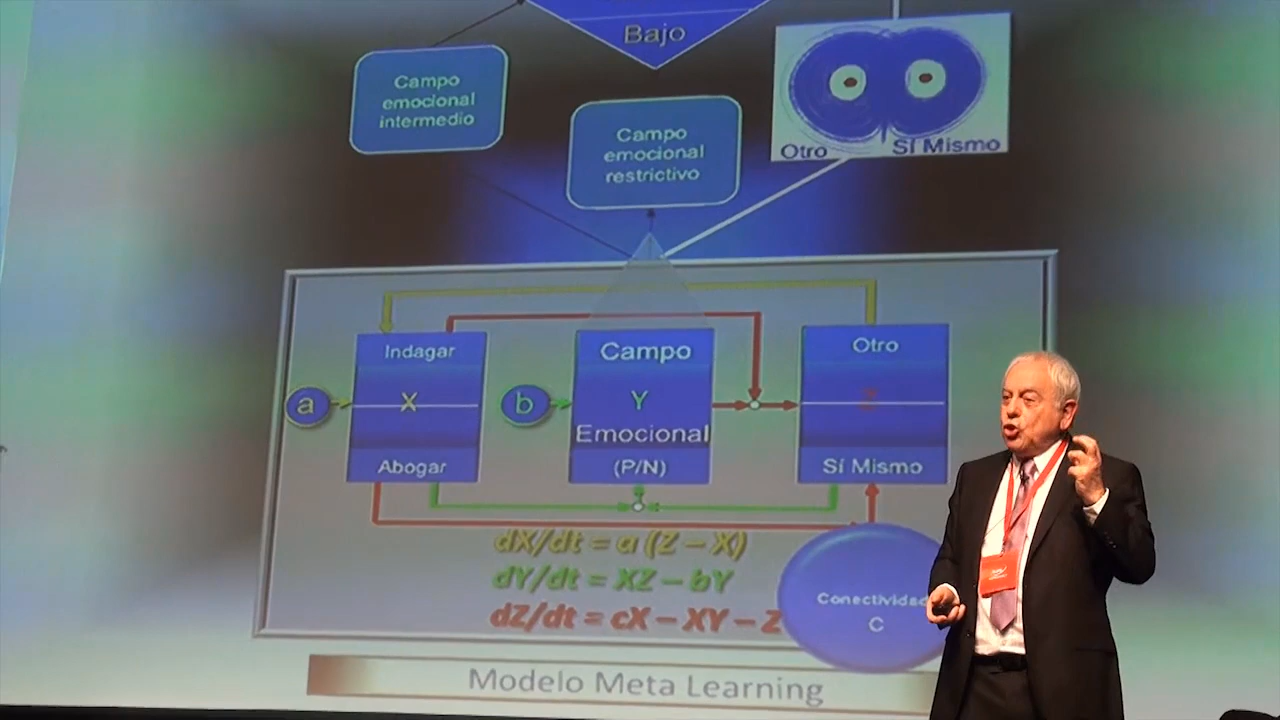 Bajo
Campo
emocional
intermedio
Campo
emocional
restrictivo
Otro
Sí Mismo
Indagar
X
Abogar
a
b
Campo
Y
Emocional
(P/N)
Otro
Z
Sí Mismo
dX/dt = a (Z – X)
dY/dt = XZ – bY
dZ/dt = cX – XY – Z
Conectividad
C
Modelo Meta Learning